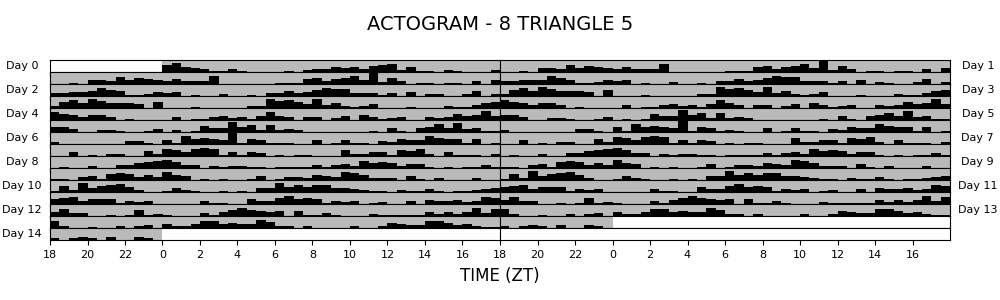 ACTOGRAM - 8 TRIANGLE 5
Day 0 Day 1
Day 2 Day 3
Day 4 Day 5
Day 6 Day 7
Day 8 Day 9
Day 10 Day 11
Day 12 Day 13
Day 14
18 20 22 0 2 4 6 8 10 12 14 16 18 20 22 0 2 4 6 8 10 12 14 16
TIME (ZT)